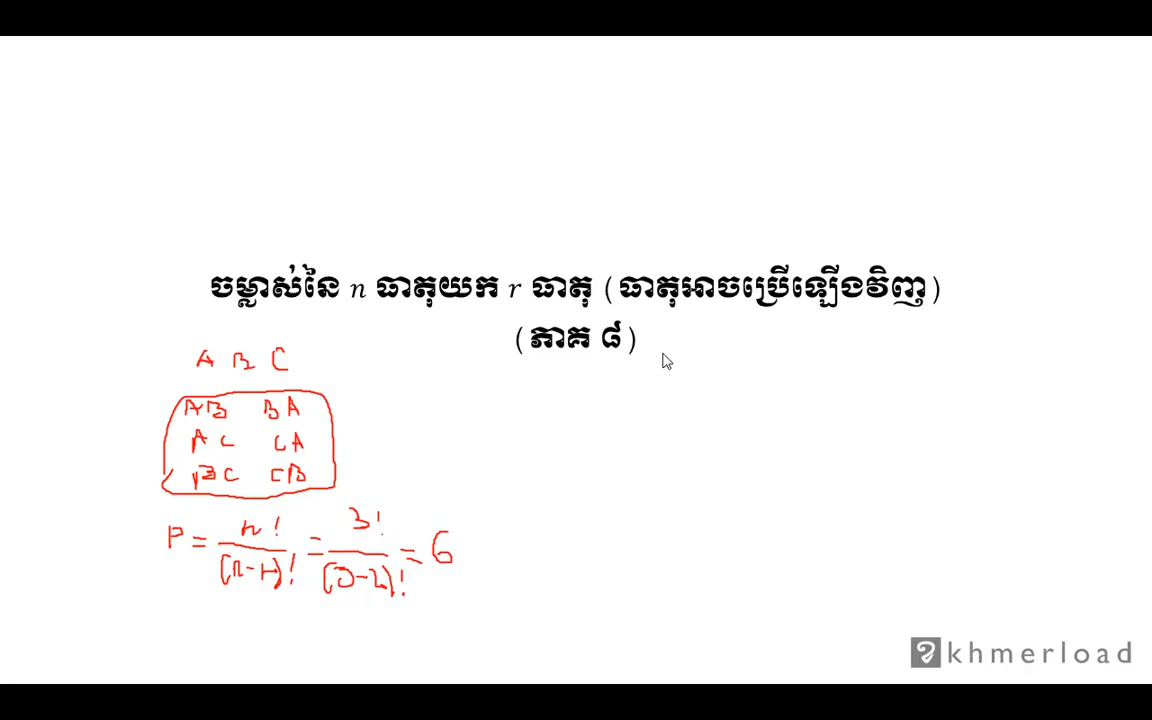 ចម្លាស់នៃ n ធាតុយក r ធាតុ (ធាតុអាចប្រើឡើងវិញ)
(ភាគ ៨)
A B C
AB BA
AC CA
BC CB
P = n!/(n-r)! = 3!/(3-2)! = 6
khmerload